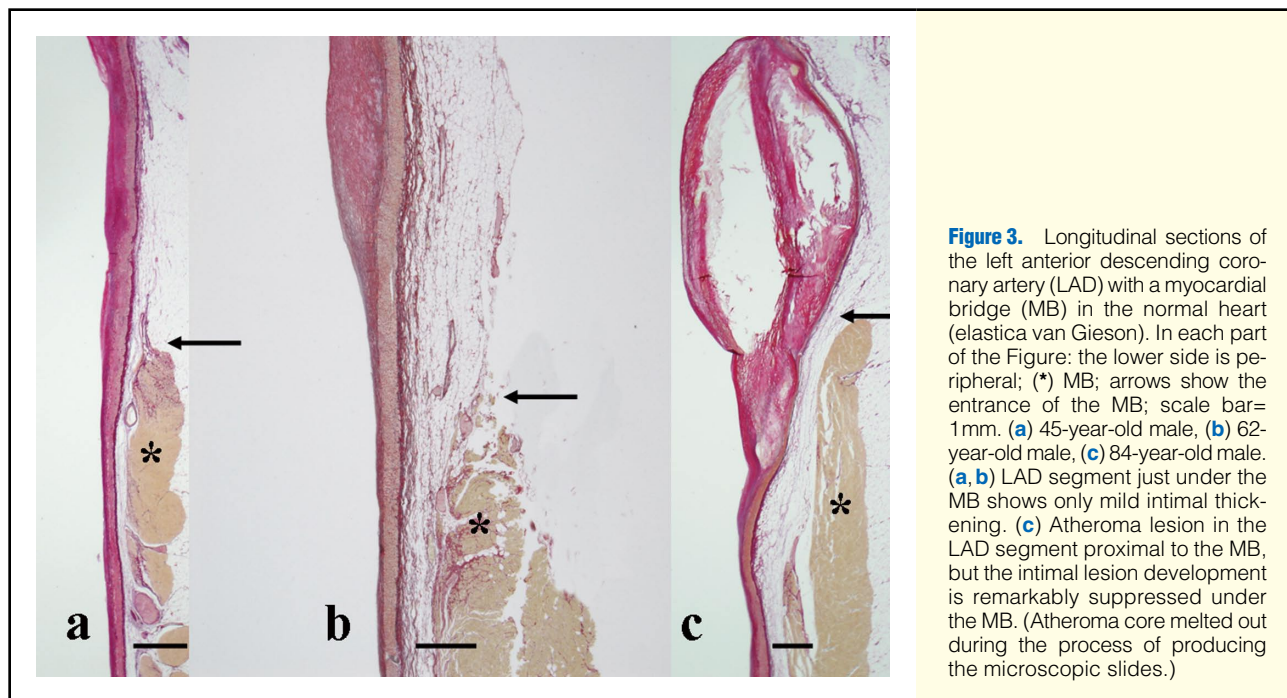 a
*
b
*
c
*
Figure 3. Longitudinal sections of
the left anterior descending coro-
nary artery (LAD) with a myocardial
bridge (MB) in the normal heart
(elastica van Gieson). In each part
of the Figure: the lower side is pe-
ripheral; (*) MB; arrows show the
entrance of the MB; scale bar=
1mm. (a) 45-year-old male, (b) 62-
year-old male, (c) 84-year-old male.
(a, b) LAD segment just under the
MB shows only mild intimal thick-
ening. (c) Atheroma lesion in the
LAD segment proximal to the MB,
but the intimal lesion development
is remarkably suppressed under
the MB. (Atheroma core melted out
during the process of producing
the microscopic slides.)